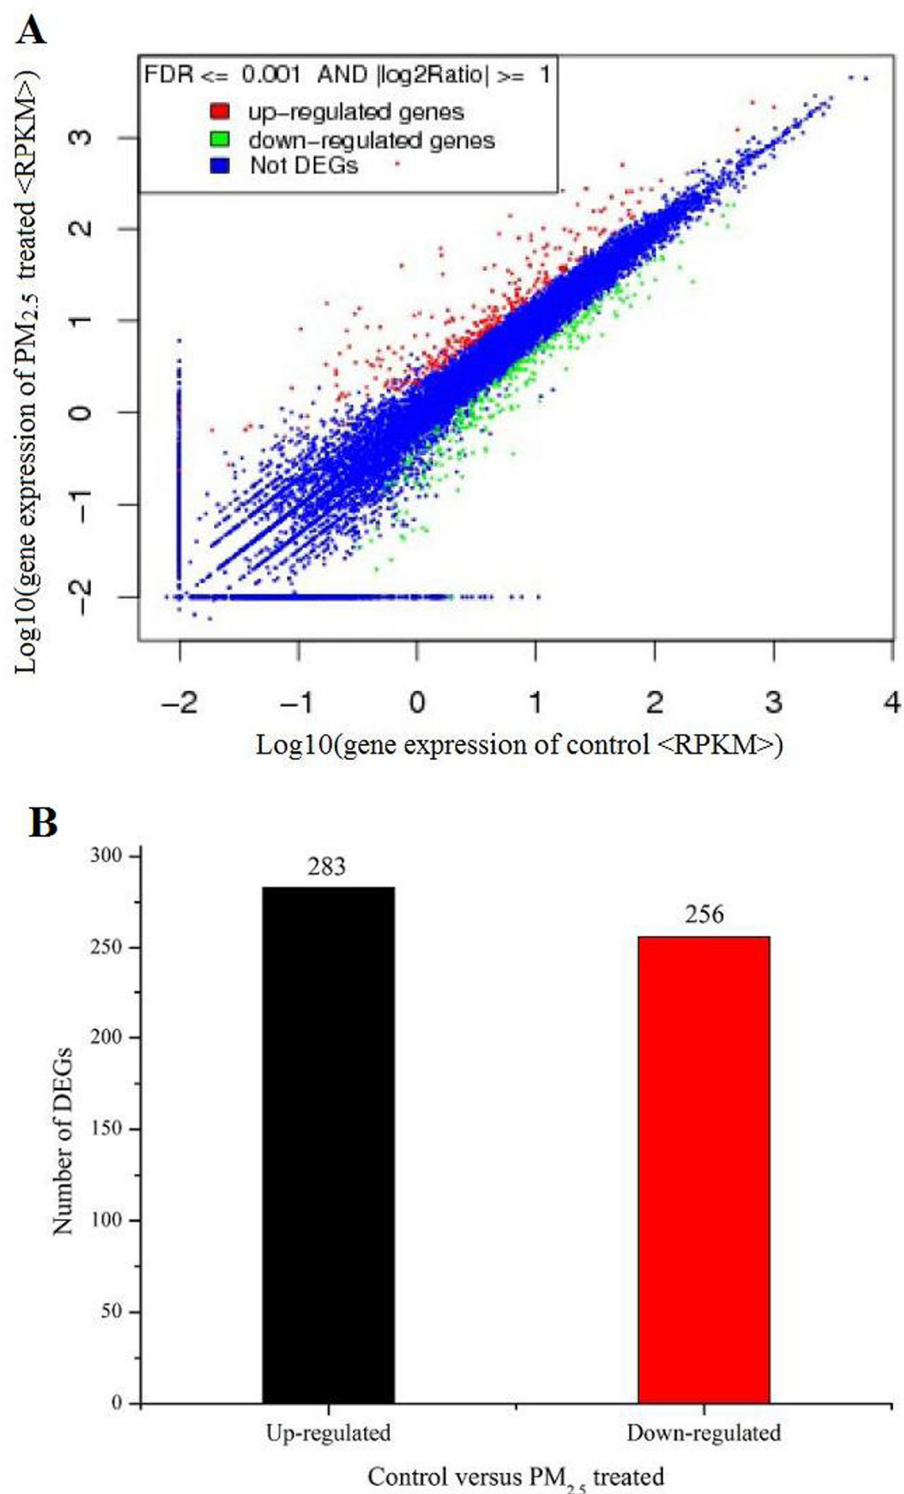 A
FDR <= 0.001 AND |log2Ratio| >= 1
up-regulated genes
down-regulated genes
Not DEGs
Log10(gene expression of PM2.5 treated <RPKM>)
3
2
1
0
-1
-2
-2 -1 0 1 2 3 4
Log10(gene expression of control <RPKM>)
B
283
256
Number of DEGs
300
250
200
150
100
50
0
Up-regulated Down-regulated
Control versus PM2.5 treated